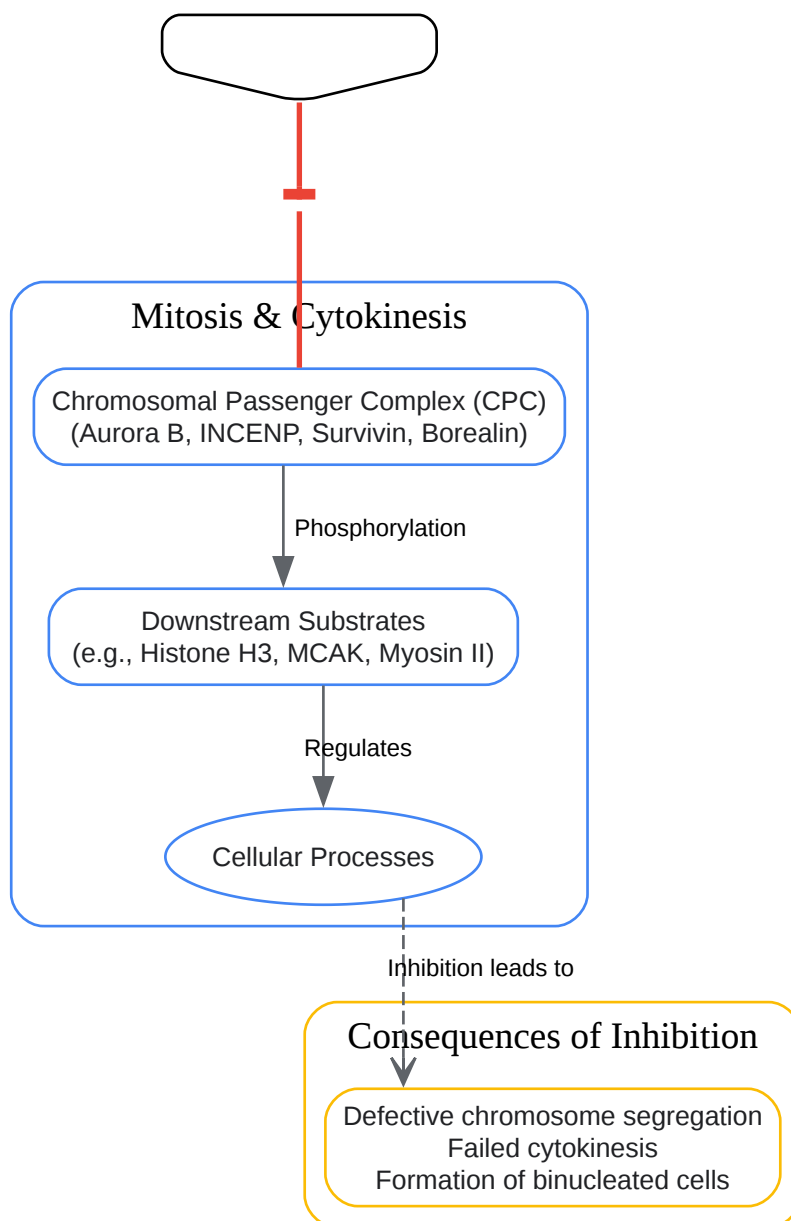 Mitosis & Cytokinesis
Chromosomal Passenger Complex (CPC)
(Aurora B, INCENP, Survivin, Borealin)
Phosphorylation
Downstream Substrates
(e.g., Histone H3, MCAK, Myosin II)
Regulates
Cellular Processes
Inhibition leads to
Consequences of Inhibition
Defective chromosome segregation
Failed cytokinesis
Formation of binucleated cells